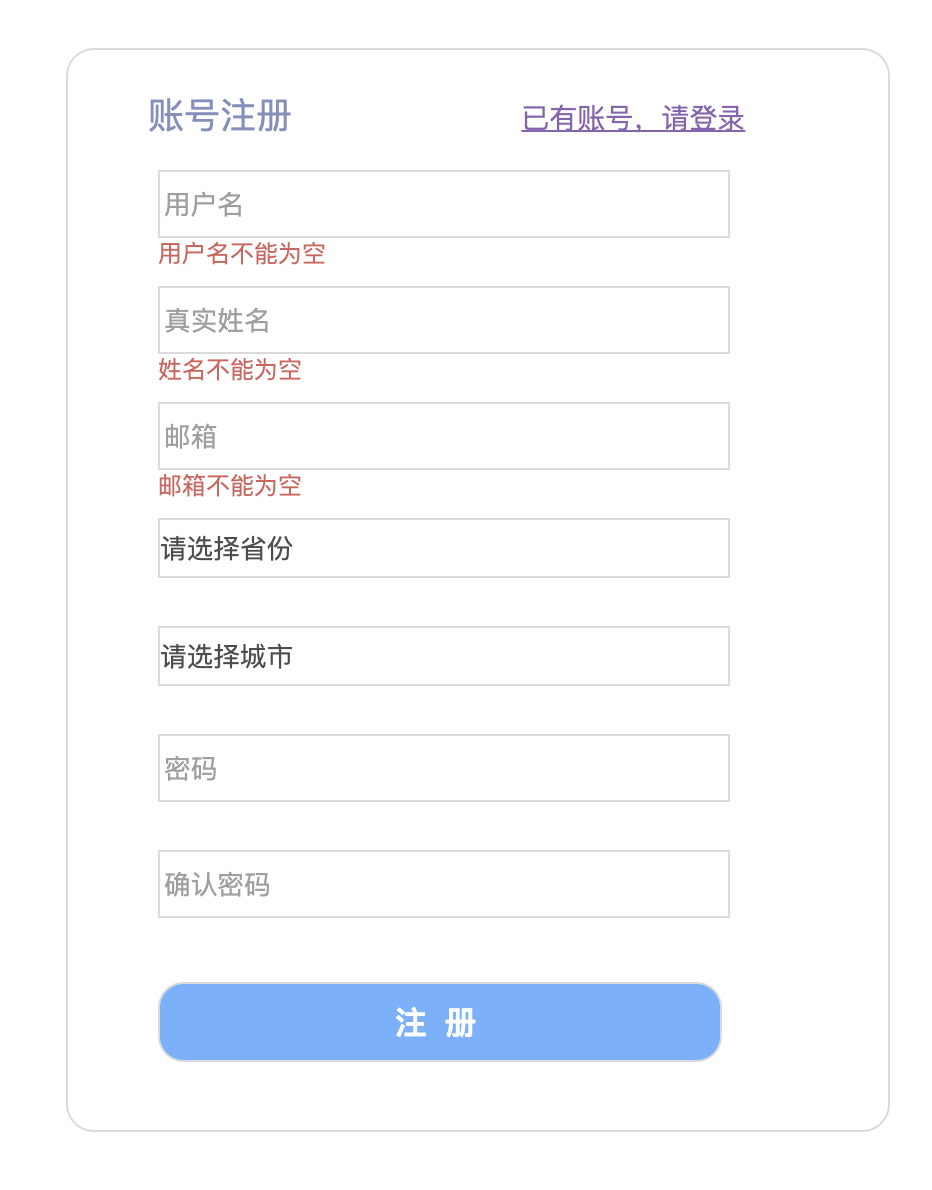 账号注册
已有账号，请登录
用户名
用户名不能为空
真实姓名
姓名不能为空
邮箱
邮箱不能为空
请选择省份
请选择城市
密码
确认密码
注 册